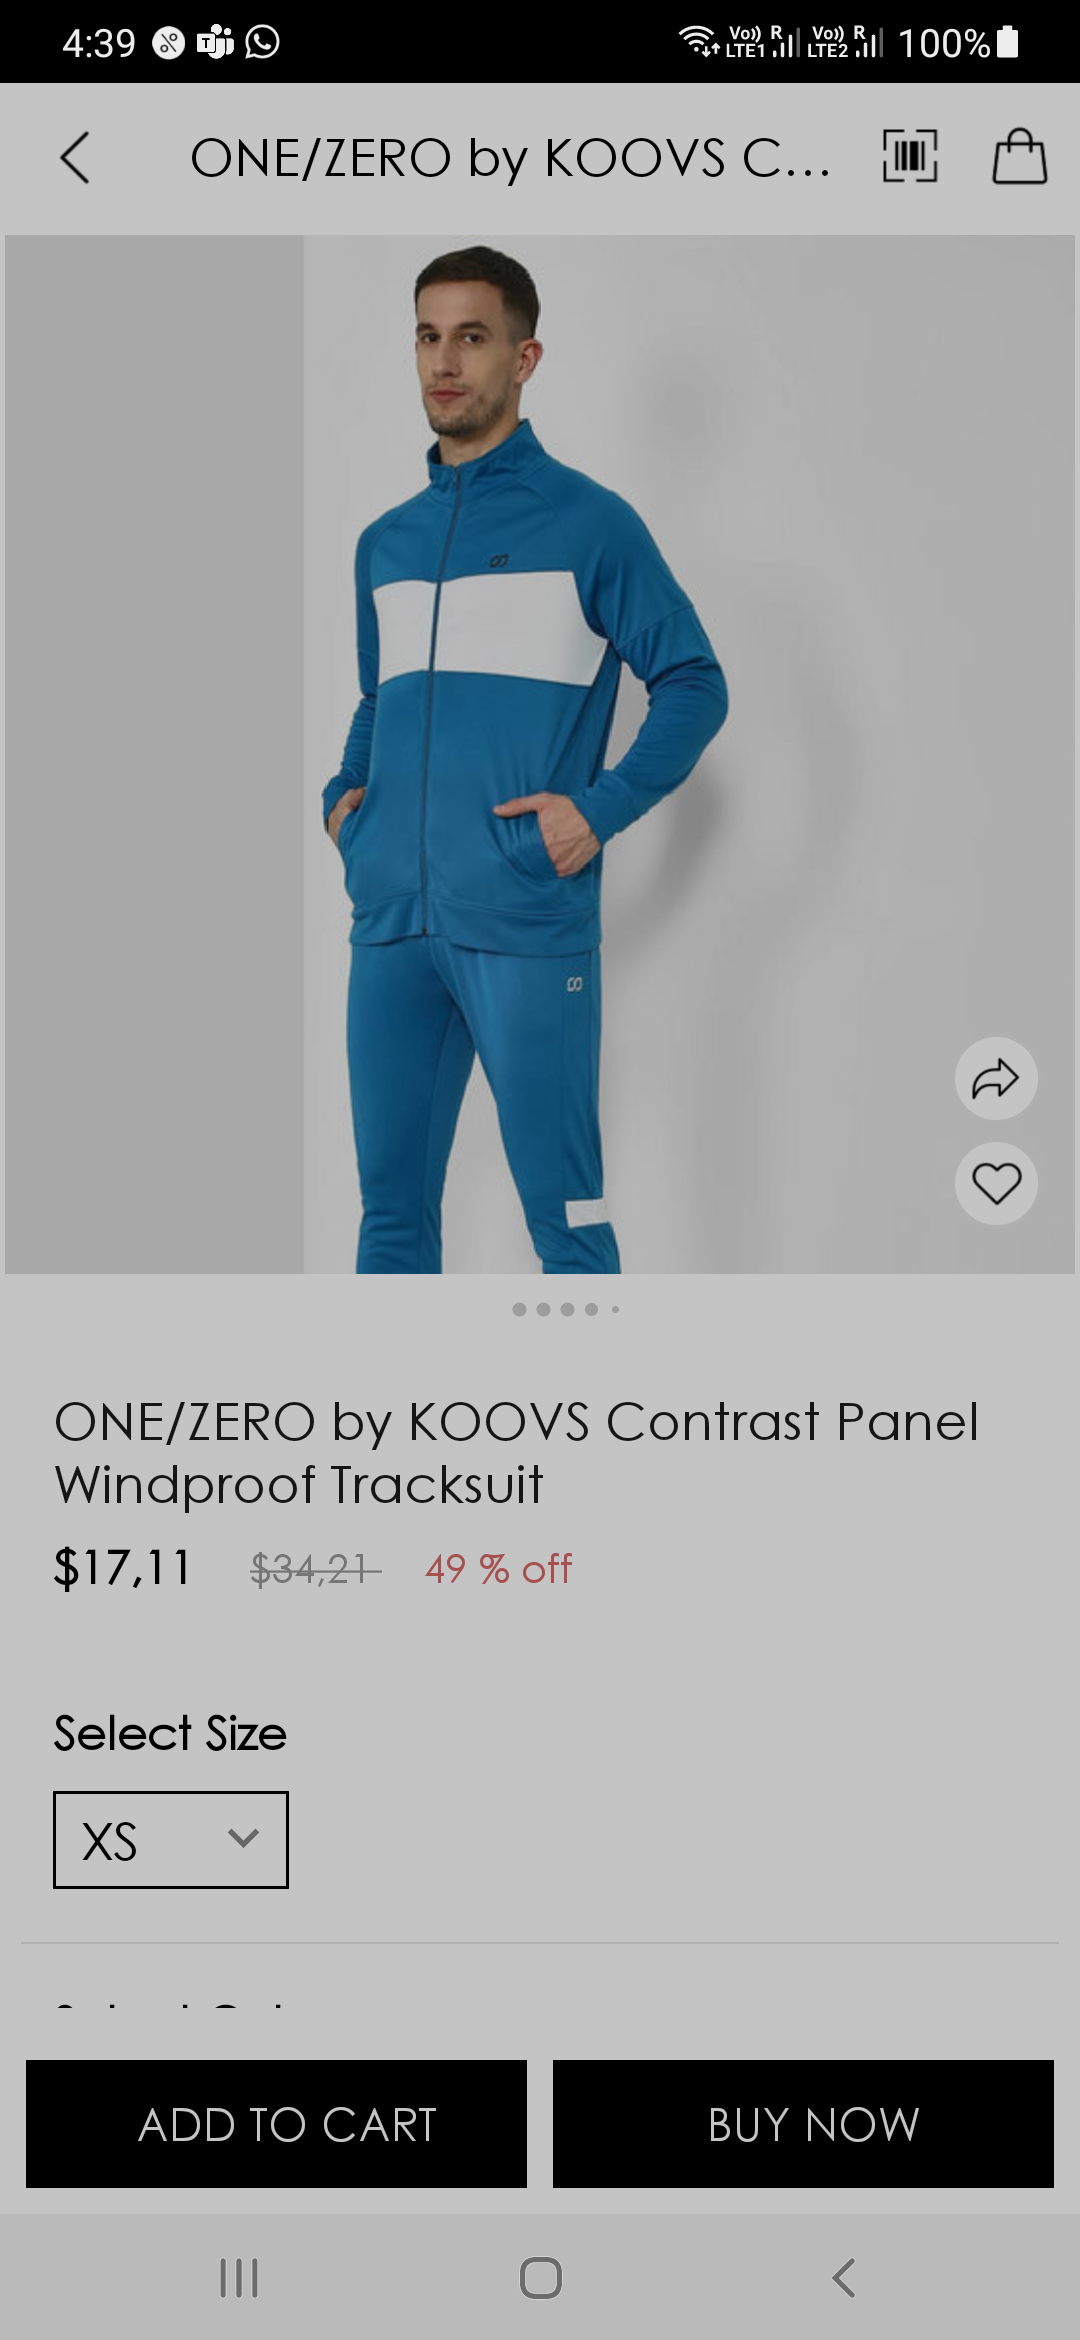 4:39 Vo)) R Vo)) R 100%
LTE1 LTE2
ONE/ZERO by KOOVS C...
ONE/ZERO by KOOVS Contrast Panel
Windproof Tracksuit
$17,11 $34,21 49 % off
Select Size
XS
ADD TO CART BUY NOW